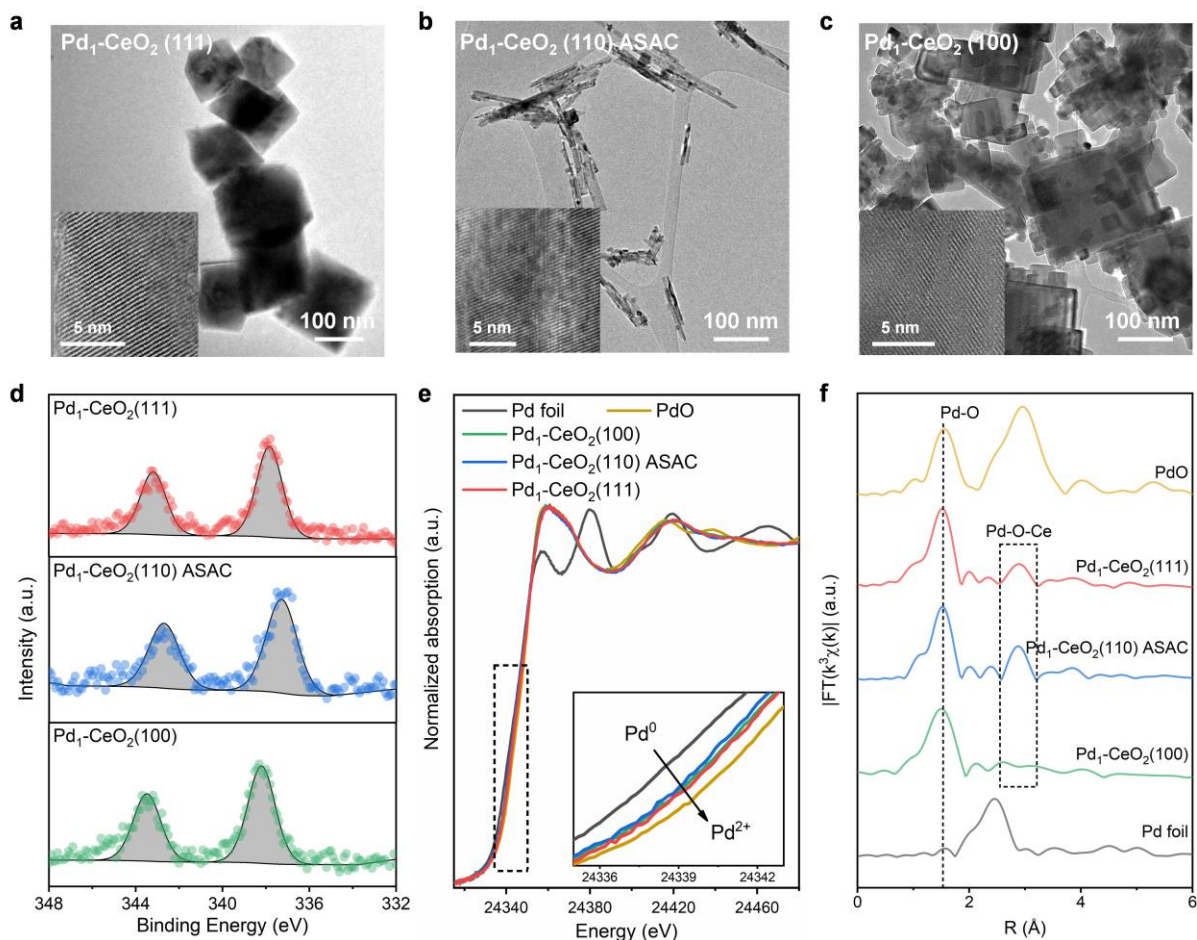 a
Pd₁-CeO₂ (111)
5 nm
100 nm
b
Pd₁-CeO₂ (110) ASAC
5 nm
100 nm
c
Pd₁-CeO₂ (100)
5 nm
100 nm
d
Pd₁-CeO₂(111)
Pd₁-CeO₂(110) ASAC
Pd₁-CeO₂(100)
Intensity (a.u.)
348 344 340 336 332
Binding Energy (eV)
e
Pd foil PdO
Pd₁-CeO₂(100)
Pd₁-CeO₂(110) ASAC
Pd₁-CeO₂(111)
Normalized absorption (a.u.)
Pd⁰
Pd²⁺
24336 24339 24342
24340 24380 24420 24460
Energy (eV)
f
Pd-O
PdO
Pd-O-Ce
Pd₁-CeO₂(111)
Pd₁-CeO₂(110) ASAC
Pd₁-CeO₂(100)
Pd foil
|FT(k³χ(k)| (a.u.)
0 2 4 6
R (Å)